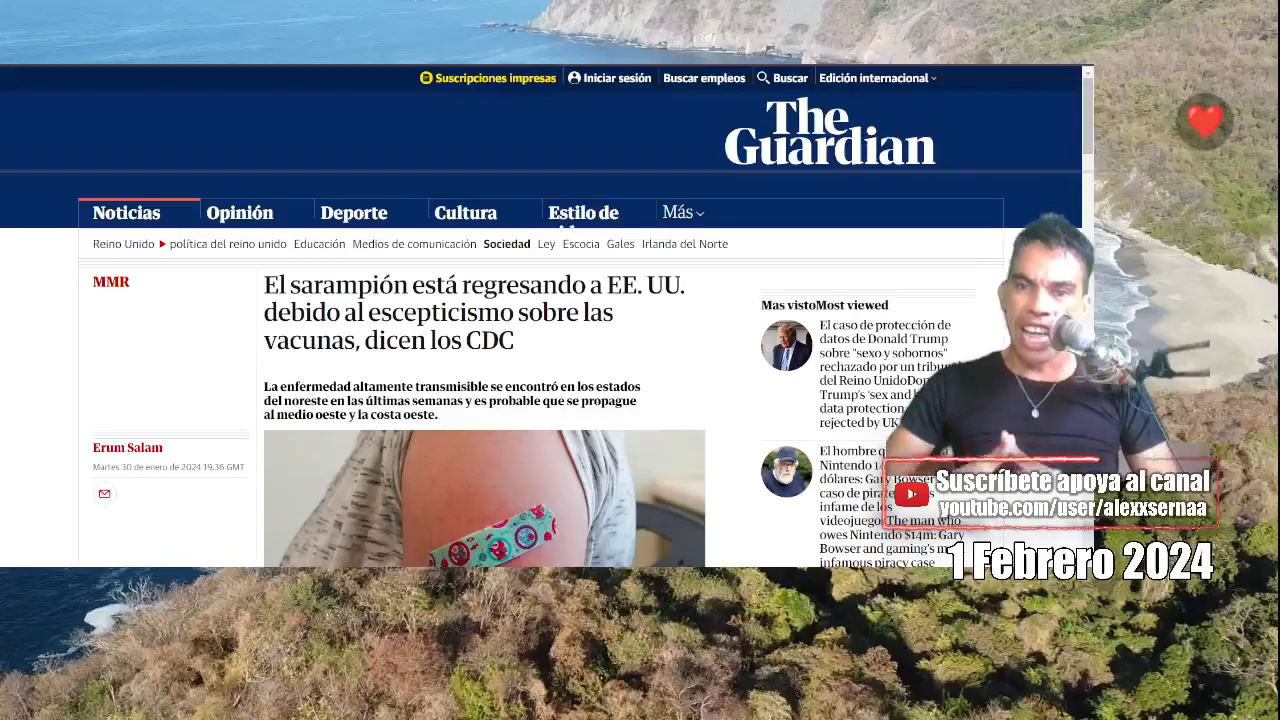 Suscripciones impresas
Iniciar sesión
Buscar empleos
Buscar
Edición internacional
The
Guardian
Noticias
Opinión
Deporte
Cultura
Estilo de
Más
Reino Unido
política del reino unido
Educación
Medios de comunicación
Sociedad
Ley
Escocia
Gales
Irlanda del Norte
MMR
El sarampión está regresando a EE. UU.
debido al escepticismo sobre las
vacunas, dicen los CDC
La enfermedad altamente transmisible se encontró en los estados
del noreste en las últimas semanas y es probable que se propague
al medio oeste y la costa oeste.
Erum Salam
Martes 30 de enero de 2024 19.36 GMT
Mas vistoMost viewed
El caso de protección de
datos de Donald Trump
sobre "sexo y sobornos"
rechazado por un
del Reino Unido
Trump's 'sex and
data protection
rejected by
El hombre
Nintendo
dólares: Gary Bowser
caso de
infame de
The man who
owes Nintendo $14m: Gary
Bowser and gaming's
infamous piracy case
Suscríbete apoya al canal
youtube.com/user/alexxsernaa
1 Febrero 2024